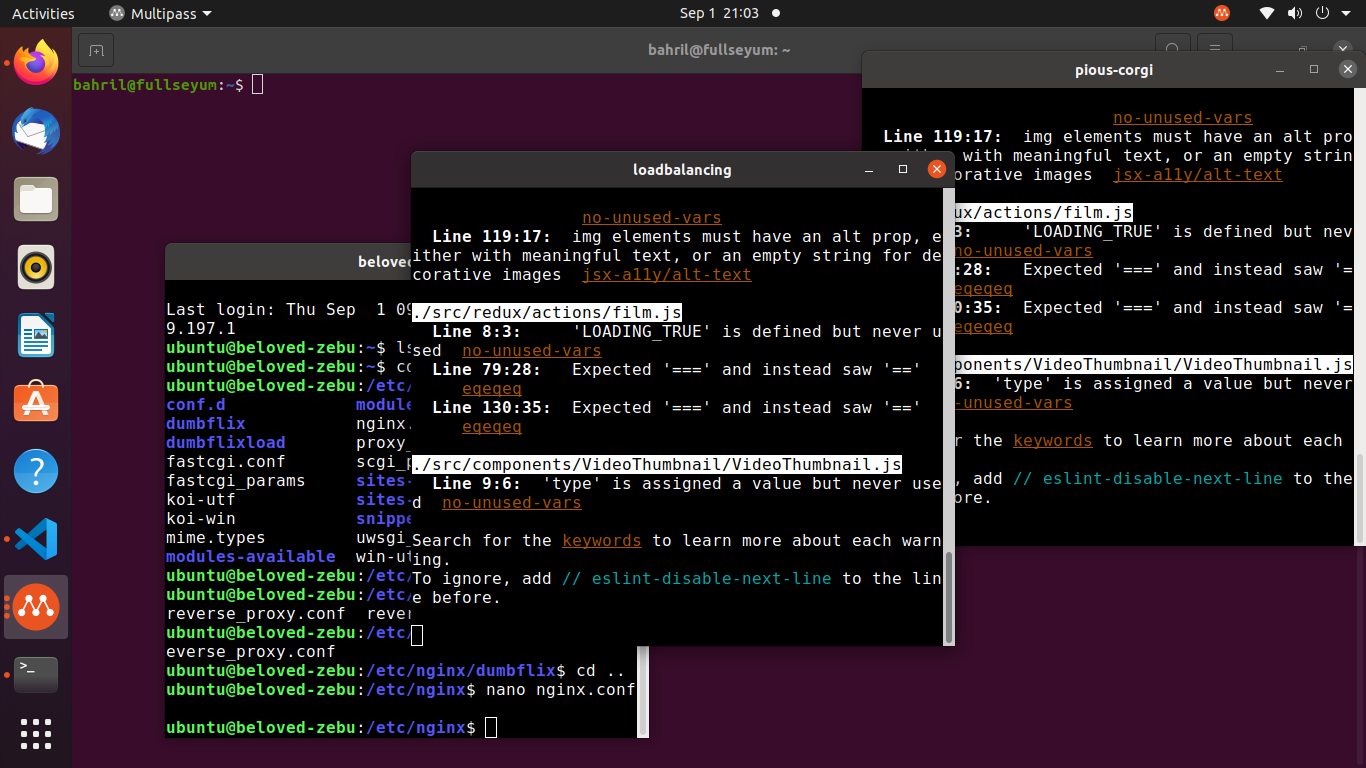 Activities
Multipass
Sep 1 21:03
bahril@fullseyum: ~
bahril@fullseyum:~$
pious-corgi
no-unused-vars
Line 119:17: img elements must have an alt pro
with meaningful text, or an empty strin
orative images jsx-a11y/alt-text
ux/actions/film.js
3: 'LOADING_TRUE' is defined but nev
no-unused-vars
:28: Expected '===' and instead saw '=
eqeqeq
0:35: Expected '===' and instead saw '=
eqeqeq
ponents/VideoThumbnail/VideoThumbnail.js
6: 'type' is assigned a value but never
-unused-vars
r the keywords to learn more about each
, add // eslint-disable-next-line to the
ore.
loadbalancing
no-unused-vars
Line 119:17: img elements must have an alt prop, e
ither with meaningful text, or an empty string for de
corative images jsx-a11y/alt-text
./src/redux/actions/film.js
Line 8:3: 'LOADING_TRUE' is defined but never u
sed no-unused-vars
Line 79:28: Expected '===' and instead saw '=='
eqeqeq
Line 130:35: Expected '===' and instead saw '=='
eqeqeq
./src/components/VideoThumbnail/VideoThumbnail.js
Line 9:6: 'type' is assigned a value but never use
d no-unused-vars
Search for the keywords to learn more about each warn
ing.
To ignore, add // eslint-disable-next-line to the lin
e before.
beloved
Last login: Thu Sep 1 09
9.197.1
ubuntu@beloved-zebu:~$ ls
ubuntu@beloved-zebu:~$ cd
ubuntu@beloved-zebu:/etc/
conf.d module
dumbflix nginx.
dumbflixload proxy_
fastcgi.conf scgi_p
fastcgi_params sites-
koi-utf sites-
koi-win snippe
mime.types uwsgi_
modules-available win-ut
ubuntu@beloved-zebu:/etc/
ubuntu@beloved-zebu:/etc/
reverse_proxy.conf rever
ubuntu@beloved-zebu:/etc/
everse_proxy.conf
ubuntu@beloved-zebu:/etc/nginx/dumbflix$ cd ..
ubuntu@beloved-zebu:/etc/nginx$ nano nginx.conf
ubuntu@beloved-zebu:/etc/nginx$